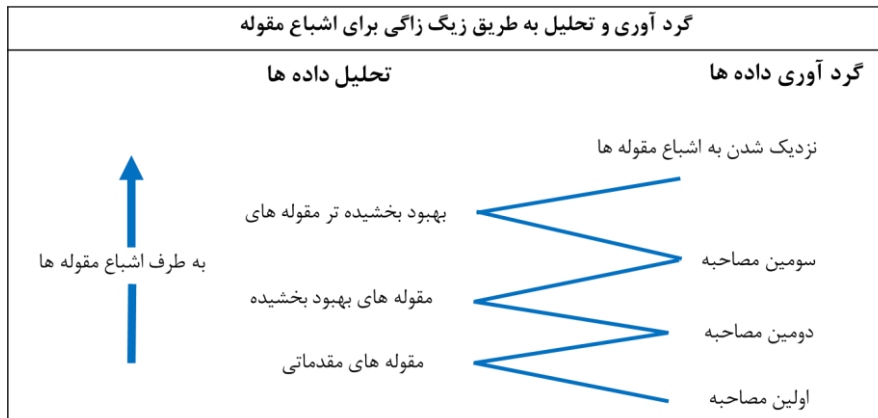 گرد آوری و تحلیل به طریق زیگ زاگی برای اشباع مقوله
گرد آوری داده ها
تحلیل داده ها
نزدیک شدن به اشباع مقوله ها
بهبود بخشیده تر مقوله های
به طرف اشباع مقوله ها
سومین مصاحبه
مقوله های بهبود بخشیده
دومین مصاحبه
مقوله های مقدماتی
اولین مصاحبه